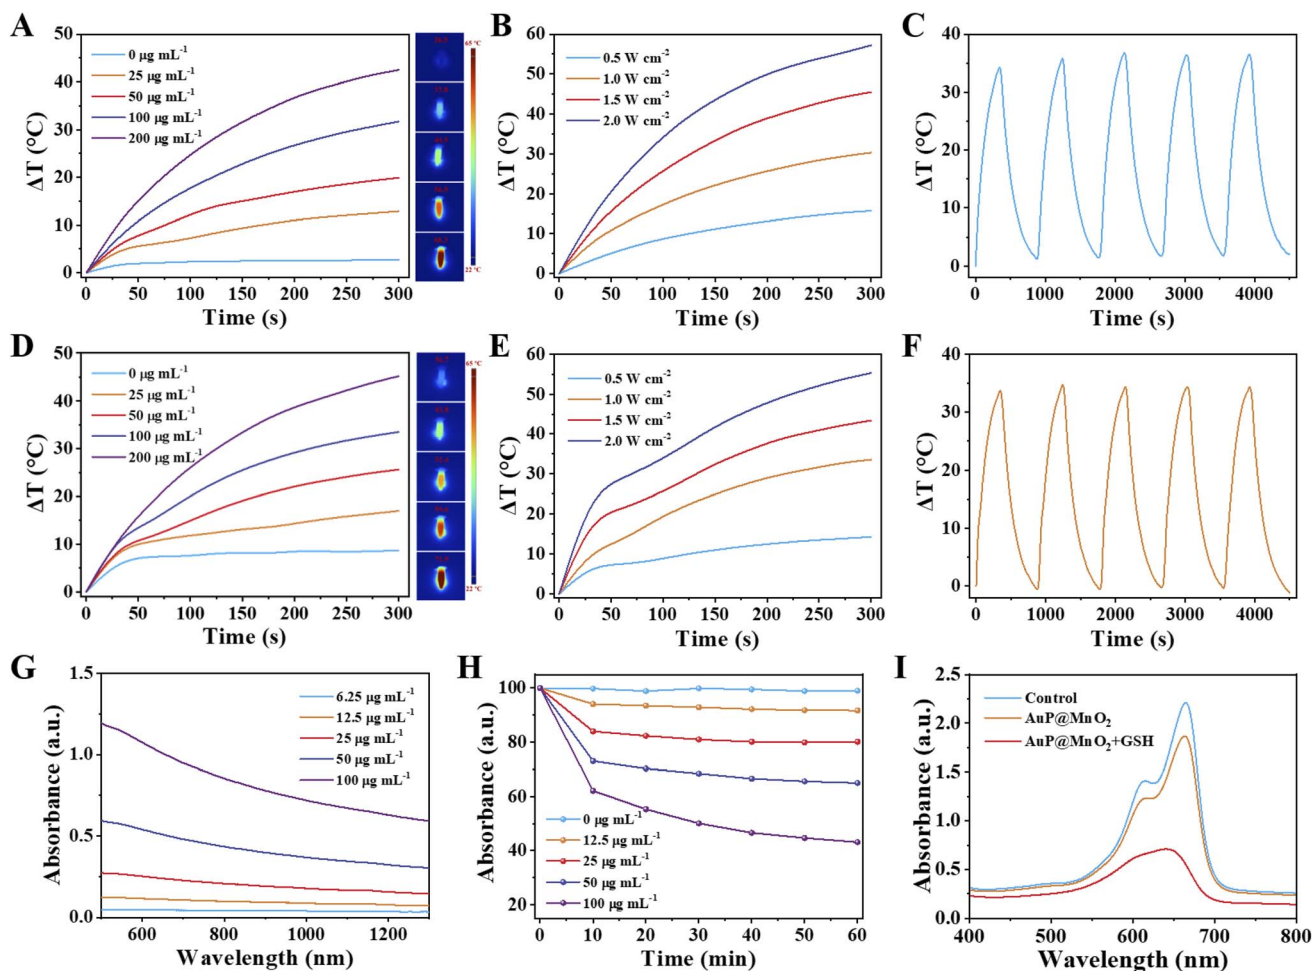 A
ΔT (°C)
50
40
30
20
10
0
0 μg mL-1
25 μg mL-1
50 μg mL-1
100 μg mL-1
200 μg mL-1
0 50 100 150 200 250 300
Time (s)
65 °C
22 °C
B
ΔT (°C)
60
50
40
30
20
10
0
0.5 W cm-2
1.0 W cm-2
1.5 W cm-2
2.0 W cm-2
0 50 100 150 200 250 300
Time (s)
C
ΔT (°C)
40
30
20
10
0
0 1000 2000 3000 4000
Time (s)
D
ΔT (°C)
50
40
30
20
10
0
0 μg mL-1
25 μg mL-1
50 μg mL-1
100 μg mL-1
200 μg mL-1
0 50 100 150 200 250 300
Time (s)
65 °C
22 °C
E
ΔT (°C)
60
50
40
30
20
10
0
0.5 W cm-2
1.0 W cm-2
1.5 W cm-2
2.0 W cm-2
0 50 100 150 200 250 300
Time (s)
F
ΔT (°C)
40
30
20
10
0
0 1000 2000 3000 4000
Time (s)
G
Absorbance (a.u.)
1.5
1.0
0.5
0.0
6.25 μg mL-1
12.5 μg mL-1
25 μg mL-1
50 μg mL-1
100 μg mL-1
600 800 1000 1200
Wavelength (nm)
H
Absorbance (a.u.)
100
80
60
40
20
0 μg mL-1
12.5 μg mL-1
25 μg mL-1
50 μg mL-1
100 μg mL-1
0 10 20 30 40 50 60
Time (min)
I
Absorbance (a.u.)
2.5
2.0
1.5
1.0
0.5
0.0
Control
AuP@MnO2
AuP@MnO2+GSH
400 500 600 700 800
Wavelength (nm)